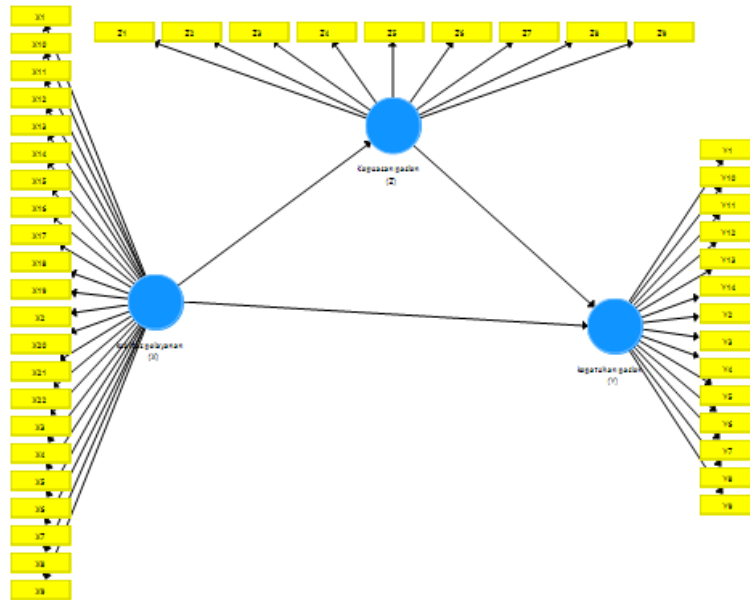 X1
X10
X11
X12
X13
X14
X15
X16
X17
X18
X19
X2
X20
X21
X22
X3
X4
X5
X6
X7
X8
X9
Z1 Z2 Z3 Z4 Z5 Z6 Z7 Z8 Z9
Kepuasan pasien
(Z)
pelayanan
(X)
kepatuhan pasien
(Y)
Y1
Y10
Y11
Y12
Y13
Y14
Y2
Y3
Y4
Y5
Y6
Y7
Y8
Y9